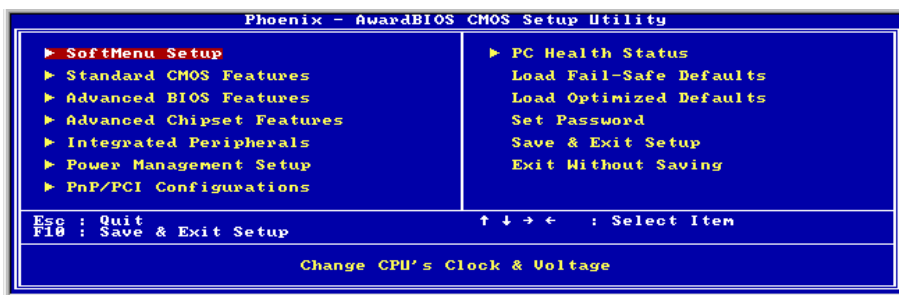 Phoenix - AwardBIOS CMOS Setup Utility
► SoftMenu Setup
► Standard CMOS Features
► Advanced BIOS Features
► Advanced Chipset Features
► Integrated Peripherals
► Power Management Setup
► PnP/PCI Configurations
► PC Health Status
Load Fail-Safe Defaults
Load Optimized Defaults
Set Password
Save & Exit Setup
Exit Without Saving
Esc : Quit
F10 : Save & Exit Setup
↑ ↓ → ← : Select Item
Change CPU's Clock & Voltage